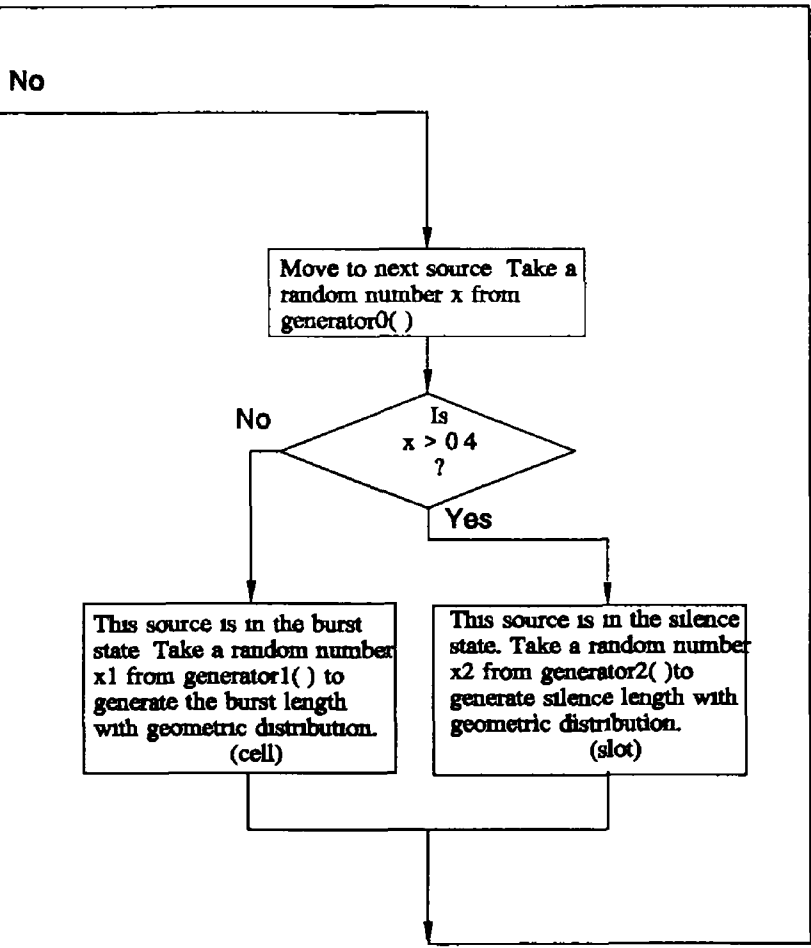 No
Move to next source Take a
random number x from
generator0( )
Is
x > 0 4
?
No
Yes
This source is in the burst
state Take a random number
x1 from generator1( ) to
generate the burst length
with geometric distribution.
(cell)
This source is in the silence
state. Take a random number
x2 from generator2( )to
generate silence length with
geometric distribution.
(slot)